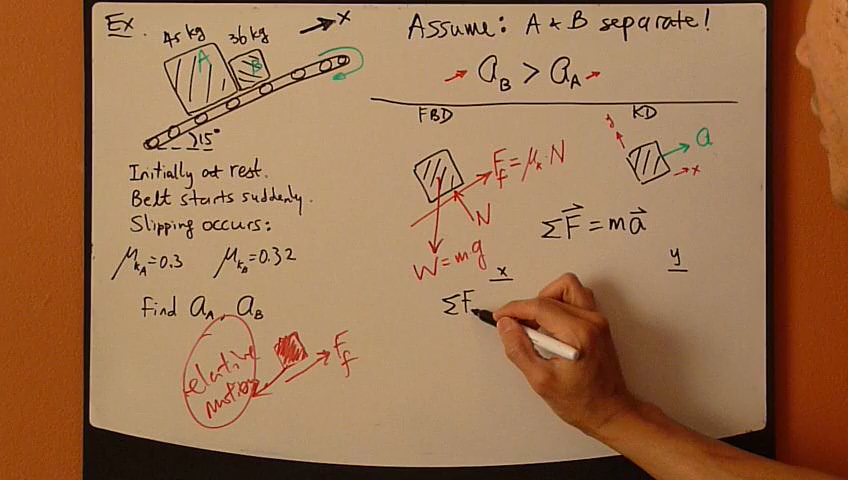 Ex.
45 kg 36 kg
x
A
B
15°
Initially at rest.
Belt starts suddenly.
Slipping occurs:
μkA=0.3 μkB=0.32
Find aA, aB
relative motion
Ff
Assume: A & B separate!
aB > aA
FBD
KD
Ff = μk·N
N
W=mg
y
a
x
ΣF = ma
x
y
ΣF